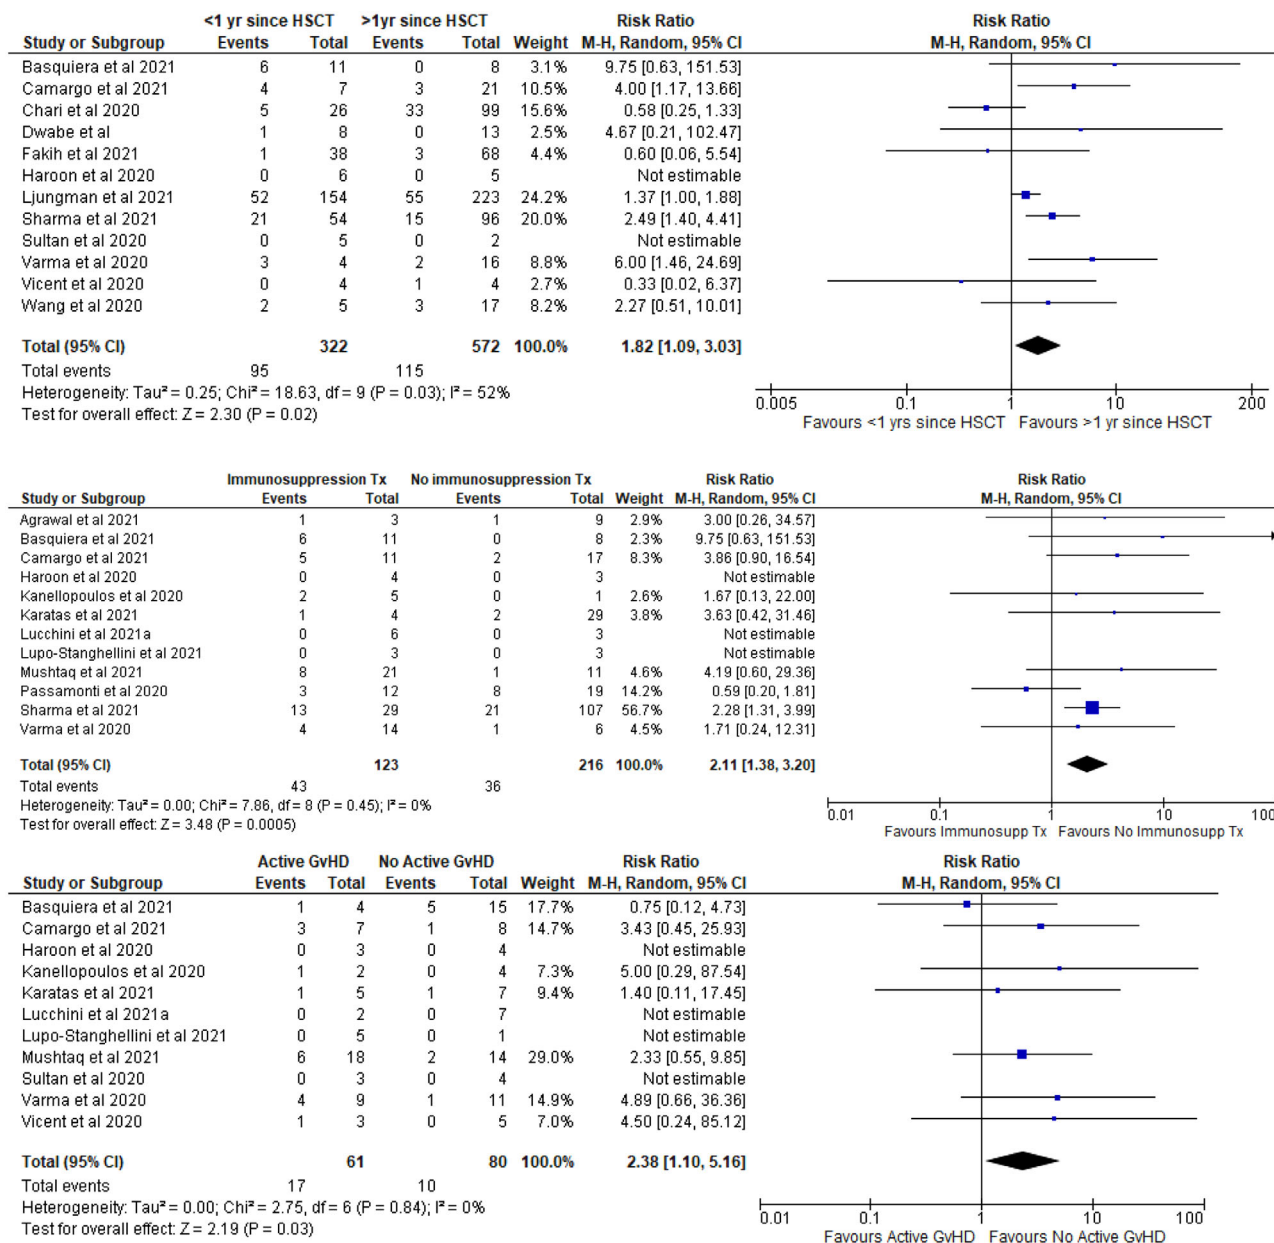 <1 yr since HSCT >1yr since HSCT Risk Ratio Risk Ratio
Study or Subgroup Events Total Events Total Weight M-H, Random, 95% CI M-H, Random, 95% CI
Basquiera et al 2021 6 11 0 8 3.1% 9.75 [0.63, 151.53]
Camargo et al 2021 4 7 3 21 10.5% 4.00 [1.17, 13.66]
Chari et al 2020 5 26 33 99 15.6% 0.58 [0.25, 1.33]
Dwabe et al 1 8 0 13 2.5% 4.67 [0.21, 102.47]
Fakih et al 2021 1 38 3 68 4.4% 0.60 [0.06, 5.54]
Haroon et al 2020 0 6 0 5 Not estimable
Ljungman et al 2021 52 154 55 223 24.2% 1.37 [1.00, 1.88]
Sharma et al 2021 21 54 15 96 20.0% 2.49 [1.40, 4.41]
Sultan et al 2020 0 5 0 2 Not estimable
Varma et al 2020 3 4 2 16 8.8% 6.00 [1.46, 24.69]
Vicent et al 2020 0 4 1 4 2.7% 0.33 [0.02, 6.37]
Wang et al 2020 2 5 3 17 8.2% 2.27 [0.51, 10.01]
Total (95% CI) 322 572 100.0% 1.82 [1.09, 3.03]
Total events 95 115
Heterogeneity: Tau² = 0.25; Chi² = 18.63, df = 9 (P = 0.03); I² = 52%
Test for overall effect: Z = 2.30 (P = 0.02)
0.005 0.1 1 10 200
Favours <1 yrs since HSCT Favours >1 yr since HSCT
Immunosuppression Tx No immunosuppression Tx Risk Ratio Risk Ratio
Study or Subgroup Events Total Events Total Weight M-H, Random, 95% CI M-H, Random, 95% CI
Agrawal et al 2021 1 3 1 9 2.9% 3.00 [0.26, 34.57]
Basquiera et al 2021 6 11 0 8 2.3% 9.75 [0.63, 151.53]
Camargo et al 2021 5 11 2 17 8.3% 3.86 [0.90, 16.54]
Haroon et al 2020 0 4 0 3 Not estimable
Kanellopoulos et al 2020 2 5 0 1 2.6% 1.67 [0.13, 22.00]
Karatas et al 2021 1 4 2 29 3.8% 3.63 [0.42, 31.46]
Lucchini et al 2021a 0 6 0 3 Not estimable
Lupo-Stanghellini et al 2021 0 3 0 3 Not estimable
Mushtaq et al 2021 8 21 1 11 4.6% 4.19 [0.60, 29.36]
Passamonti et al 2020 3 12 8 19 14.2% 0.59 [0.20, 1.81]
Sharma et al 2021 13 29 21 107 56.7% 2.28 [1.31, 3.99]
Varma et al 2020 4 14 1 6 4.5% 1.71 [0.24, 12.31]
Total (95% CI) 123 216 100.0% 2.11 [1.38, 3.20]
Total events 43 36
Heterogeneity: Tau² = 0.00; Chi² = 7.86, df = 8 (P = 0.45); I² = 0%
Test for overall effect: Z = 3.48 (P = 0.0005)
0.01 0.1 1 10 100
Favours Immunosupp Tx Favours No Immunosupp Tx
Active GvHD No Active GvHD Risk Ratio Risk Ratio
Study or Subgroup Events Total Events Total Weight M-H, Random, 95% CI M-H, Random, 95% CI
Basquiera et al 2021 1 4 5 15 17.7% 0.75 [0.12, 4.73]
Camargo et al 2021 3 7 1 8 14.7% 3.43 [0.45, 25.93]
Haroon et al 2020 0 3 0 4 Not estimable
Kanellopoulos et al 2020 1 2 0 4 7.3% 5.00 [0.29, 87.54]
Karatas et al 2021 1 5 1 7 9.4% 1.40 [0.11, 17.45]
Lucchini et al 2021a 0 2 0 7 Not estimable
Lupo-Stanghellini et al 2021 0 5 0 1 Not estimable
Mushtaq et al 2021 6 18 2 14 29.0% 2.33 [0.55, 9.85]
Sultan et al 2020 0 3 0 4 Not estimable
Varma et al 2020 4 9 1 11 14.9% 4.89 [0.66, 36.36]
Vicent et al 2020 1 3 0 5 7.0% 4.50 [0.24, 85.12]
Total (95% CI) 61 80 100.0% 2.38 [1.10, 5.16]
Total events 17 10
Heterogeneity: Tau² = 0.00; Chi² = 2.75, df = 6 (P = 0.84); I² = 0%
Test for overall effect: Z = 2.19 (P = 0.03)
0.01 0.1 1 10 100
Favours Active GvHD Favours No Active GvHD